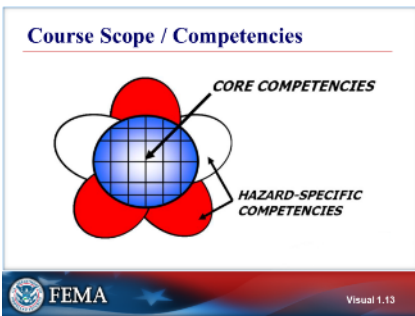 Course Scope / Competencies
CORE COMPETENCIES
HAZARD-SPECIFIC
COMPETENCIES
FEMA
Visual 1.13